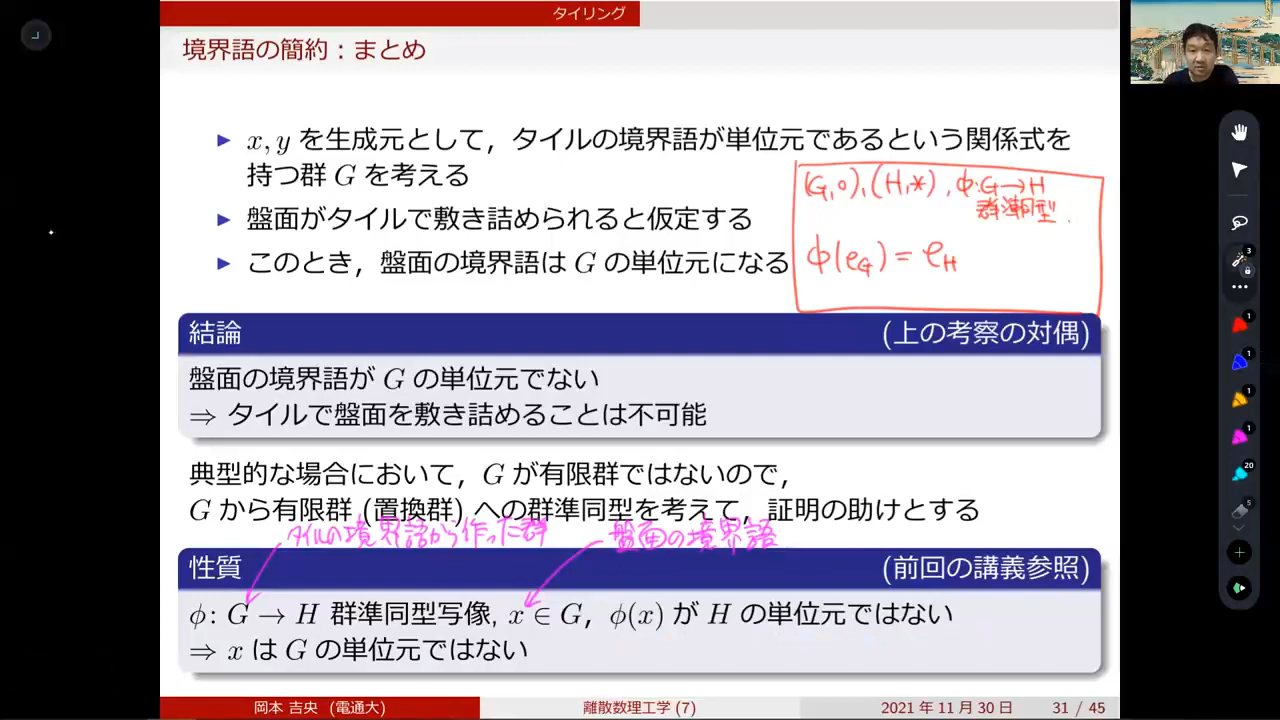 タイリング
境界語の簡約：まとめ
▶ x, y を生成元として，タイルの境界語が単位元であるという関係式を
持つ群 G を考える
▶ 盤面がタイルで敷き詰められると仮定する
▶ このとき，盤面の境界語は G の単位元になる
(G,∘), (H,*), φ:G→H
群準同型.
φ(e_G) = e_H
結論 (上の考察の対偶)
盤面の境界語が G の単位元でない
⇒ タイルで盤面を敷き詰めることは不可能
典型的な場合において，G が有限群ではないので，
G から有限群 (置換群) への群準同型を考えて，証明の助けとする
タイルの境界語から作った群 盤面の境界語
性質 (前回の講義参照)
ϕ: G → H 群準同型写像, x ∈ G，ϕ(x) が H の単位元ではない
⇒ x は G の単位元ではない
岡本 吉央 (電通大) 離散数理工学 (7) 2021 年 11 月 30 日 31 / 45
3
1
1
1
1
20
5